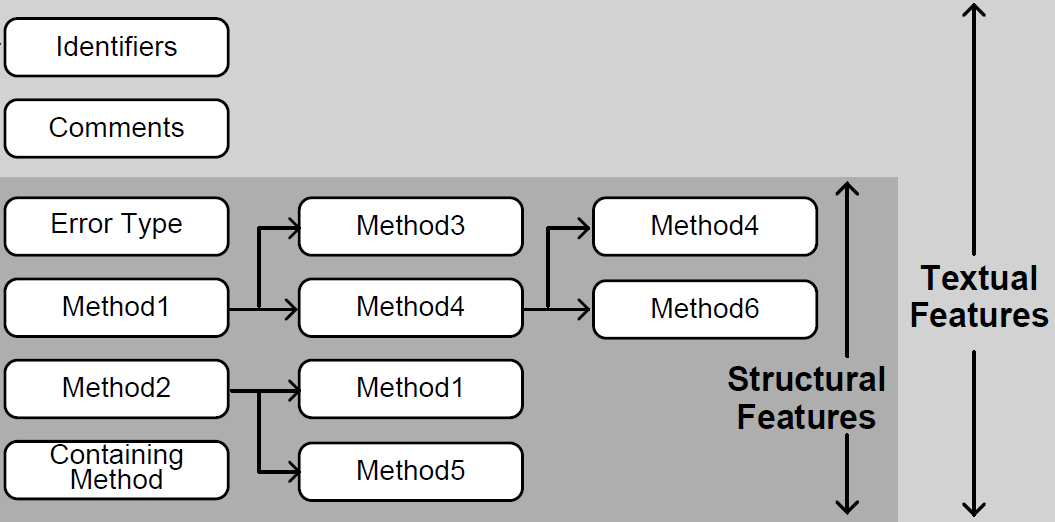 Identifiers
Comments
Error Type
Method3
Method4
Method1
Method4
Method6
Method2
Method1
Containing
Method
Method5
Structural
Features
Textual
Features